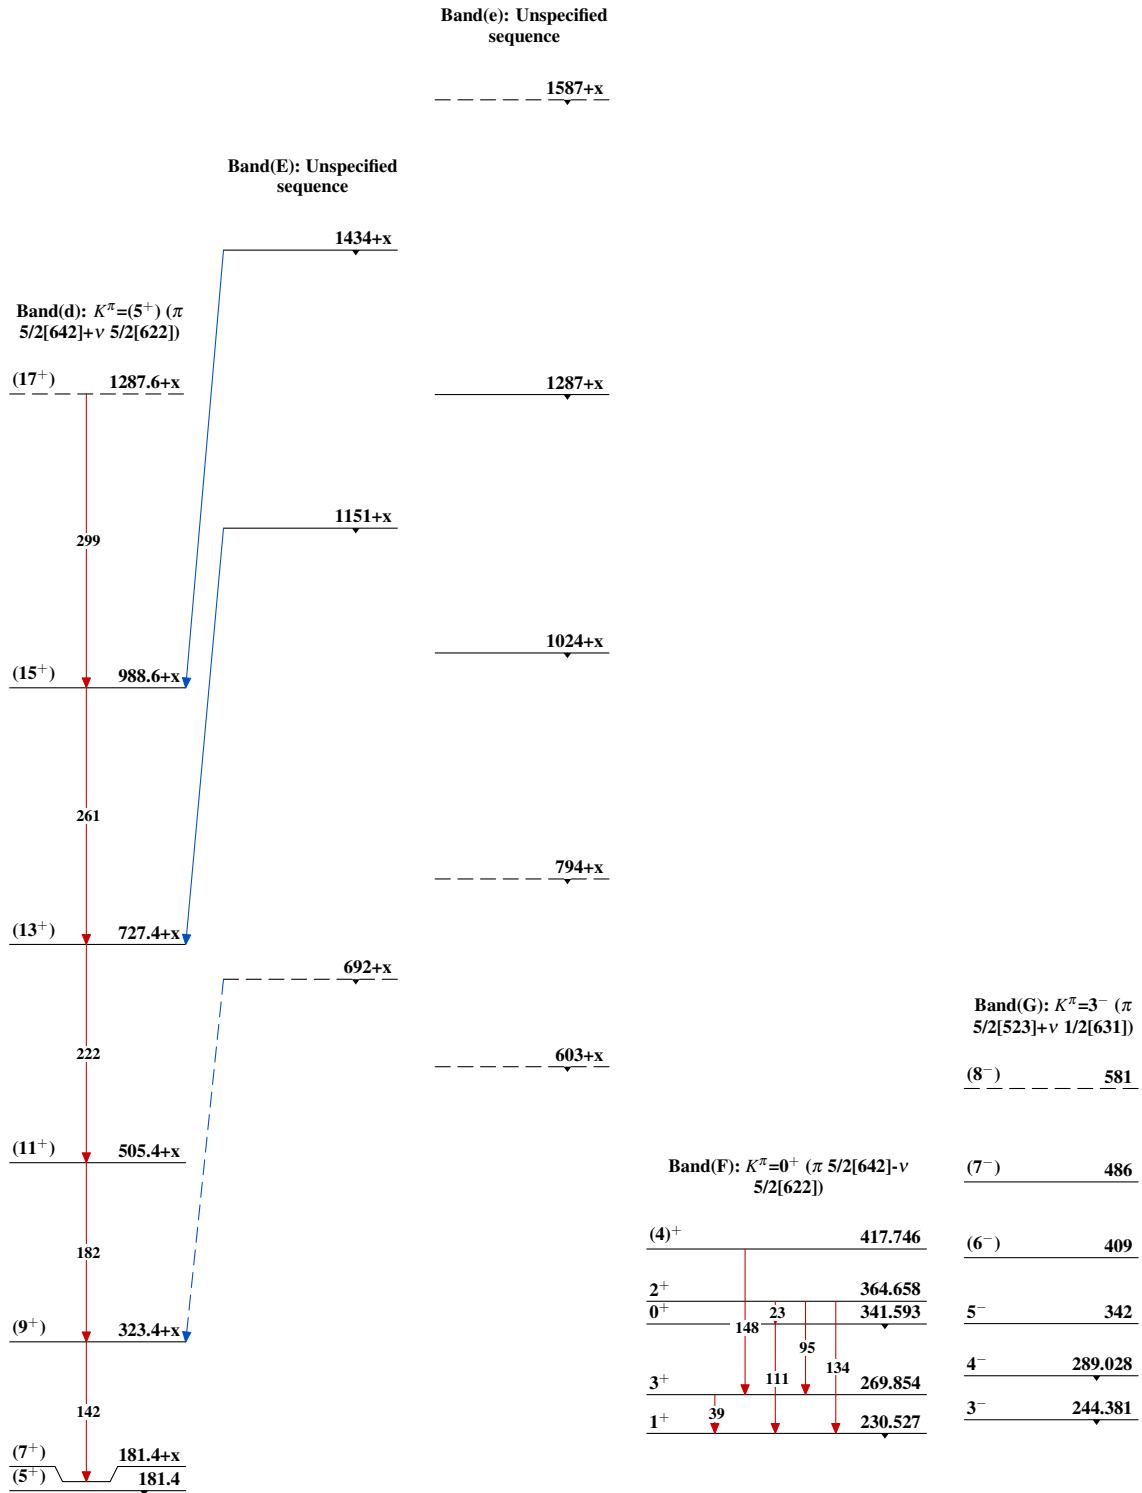 Band(e): Unspecified
sequence
1587+x
Band(E): Unspecified
sequence
1434+x
Band(d): K^π=(5⁺) (π
5/2[642]+ν 5/2[622])
(17⁺) 1287.6+x
1287+x
1151+x
299
1024+x
(15⁺) 988.6+x
261
794+x
(13⁺) 727.4+x
692+x
Band(G): K^π=3⁻ (π
5/2[523]+ν 1/2[631])
222
603+x
(8⁻) 581
(11⁺) 505.4+x
Band(F): K^π=0⁺ (π 5/2[642]-ν
5/2[622])
(7⁻) 486
(4)⁺ 417.746
(6⁻) 409
182
2⁺ 364.658
23
0⁺ 341.593
5⁻ 342
(9⁺) 323.4+x
148
95
134
111
4⁻ 289.028
3⁺ 269.854
142
39
3⁻ 244.381
1⁺ 230.527
(7⁺) 181.4+x
(5⁺) 181.4